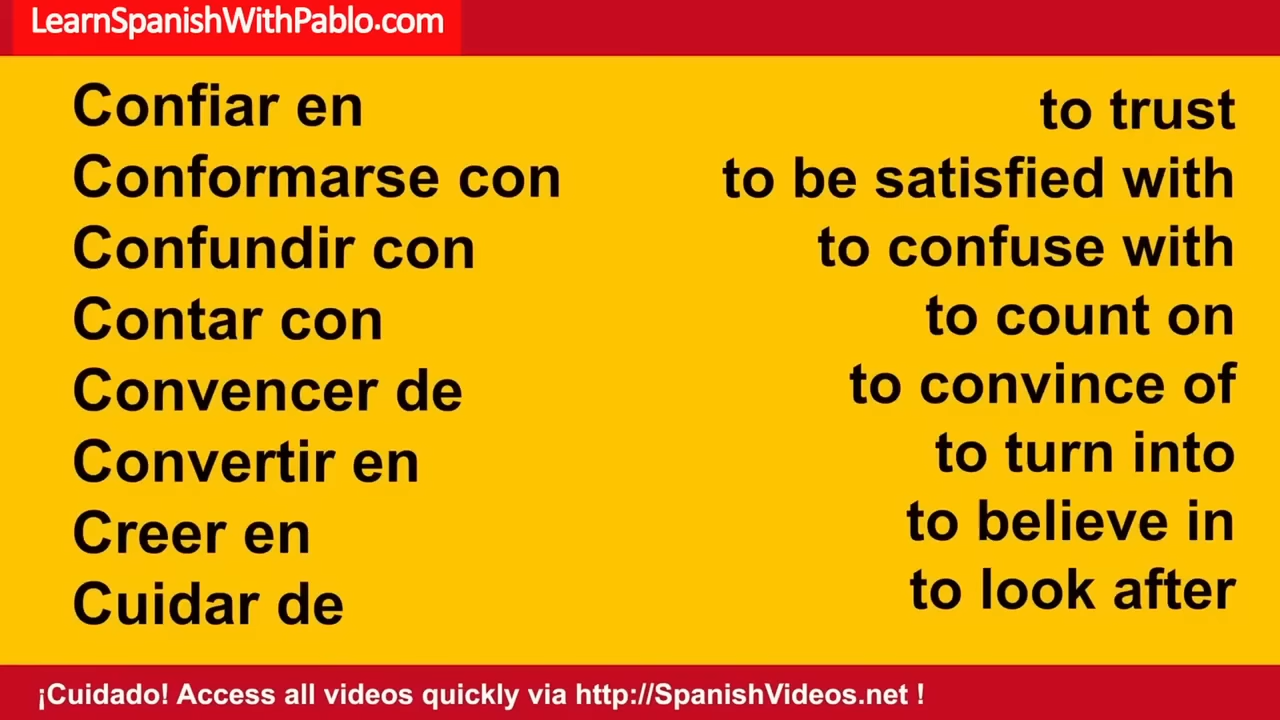 LearnSpanishWithPablo.com
Confiar en to trust
Conformarse con to be satisfied with
Confundir con to confuse with
Contar con to count on
Convencer de to convince of
Convertir en to turn into
Creer en to believe in
Cuidar de to look after
¡Cuidado! Access all videos quickly via http://SpanishVideos.net !